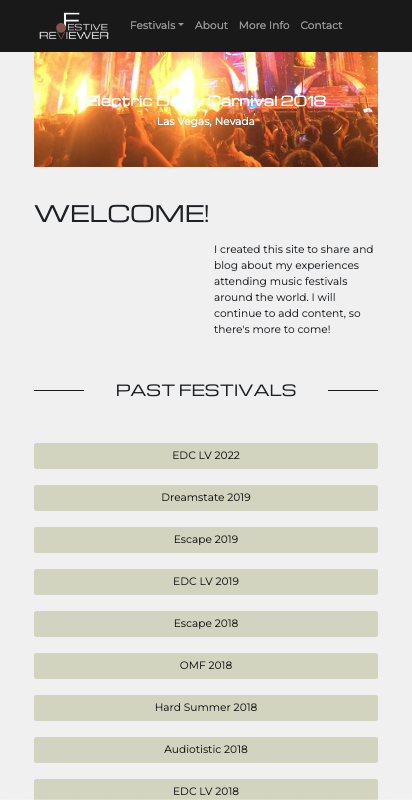 FESTIVE
REVIEWER
Festivals
About
More Info
Contact
Electric Daisy Carnival 2018
Las Vegas, Nevada
WELCOME!
I created this site to share and
blog about my experiences
attending music festivals
around the world. I will
continue to add content, so
there's more to come!
PAST FESTIVALS
EDC LV 2022
Dreamstate 2019
Escape 2019
EDC LV 2019
Escape 2018
OMF 2018
Hard Summer 2018
Audiotistic 2018
EDC LV 2018